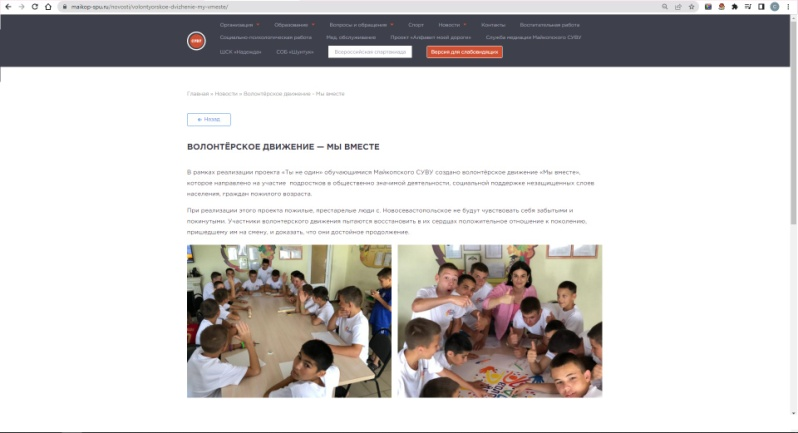 maikop-spu.ru/novosti/volontjorskoe-dvizhenie-my-vmeste/
Организация Образование Вопросы и обращения Спорт Новости Контакты Воспитательная работа
Социально-психологическая работа Мед. обслуживание Проект «Алфавит моей дороги» Служба медиации Майкопского СУВУ
ШСК «Надежда» СОБ «Шунтук» Всероссийская спартакиада Версия для слабовидящих
СУВУ
Главная » Новости » Волонтёрское движение – Мы вместе
← Назад
ВОЛОНТЁРСКОЕ ДВИЖЕНИЕ — МЫ ВМЕСТЕ
В рамках реализации проекта «Ты не один» обучающимися Майкопского СУВУ создано волонтёрское движение «Мы вместе»,
которое направлено на участие подростков в общественно значимой деятельности, социальной поддержке незащищенных слоев
населения, граждан пожилого возраста.
При реализации этого проекта пожилые, престарелые люди с. Новосевастопольское не будут чувствовать себя забытыми и
покинутыми. Участники волонтерского движения пытаются восстановить в их сердцах положительное отношение к поколению,
пришедшему им на смену, и доказать, что они достойное продолжение.